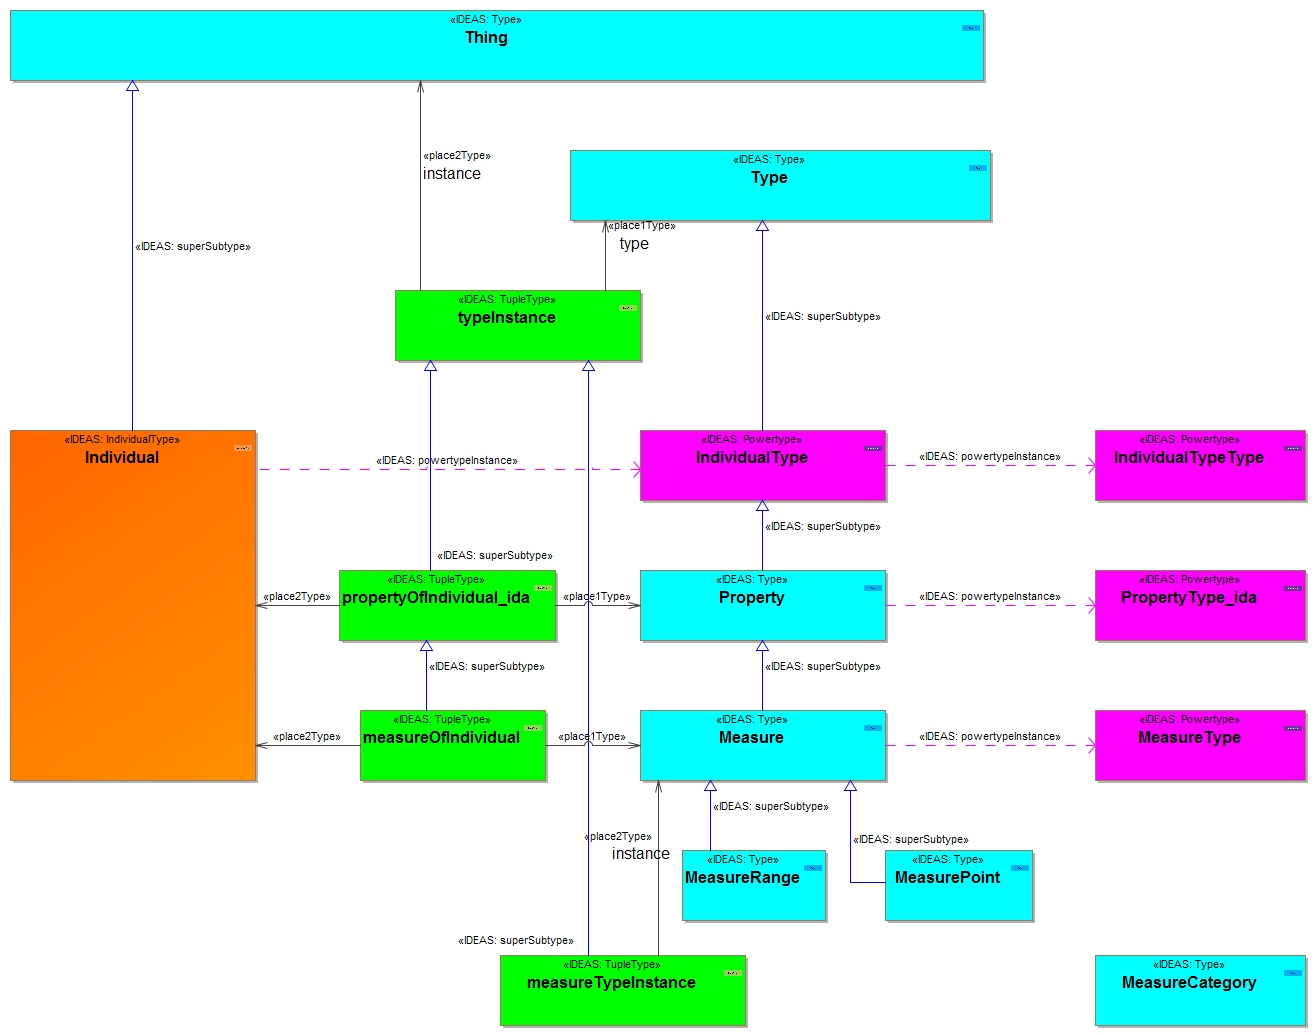 «IDEAS: Type»
Thing
«place2Type»
instance
«IDEAS: Type»
Type
«IDEAS: superSubtype»
«place1Type»
type
«IDEAS: TupleType»
typeInstance
«IDEAS: superSubtype»
«IDEAS: IndividualType»
Individual
«IDEAS: powertypeInstance»
«IDEAS: Powertype»
IndividualType
«IDEAS: powertypeInstance»
«IDEAS: Powertype»
IndividualTypeType
«IDEAS: superSubtype»
«IDEAS: superSubtype»
«place2Type»
«IDEAS: TupleType»
propertyOfIndividual_ida
«place1Type»
«IDEAS: Type»
Property
«IDEAS: powertypeInstance»
«IDEAS: Powertype»
PropertyType_ida
«IDEAS: superSubtype»
«IDEAS: superSubtype»
«place2Type»
«IDEAS: TupleType»
measureOfIndividual
«place1Type»
«IDEAS: Type»
Measure
«IDEAS: powertypeInstance»
«IDEAS: Powertype»
MeasureType
«IDEAS: superSubtype»
«place2Type»
instance
«IDEAS: superSubtype»
«IDEAS: Type»
MeasureRange
«IDEAS: Type»
MeasurePoint
«IDEAS: superSubtype»
«IDEAS: TupleType»
measureTypeInstance
«IDEAS: Type»
MeasureCategory